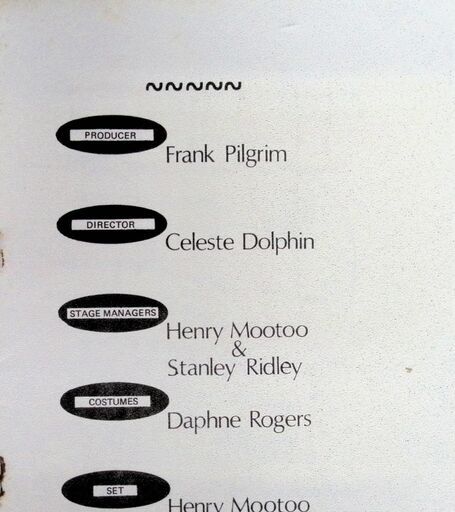 PRODUCER
Frank Pilgrim
DIRECTOR
Celeste Dolphin
STAGE MANAGERS
Henry Mootoo
&
Stanley Ridley
COSTUMES
Daphne Rogers
SET
Henry Mootoo